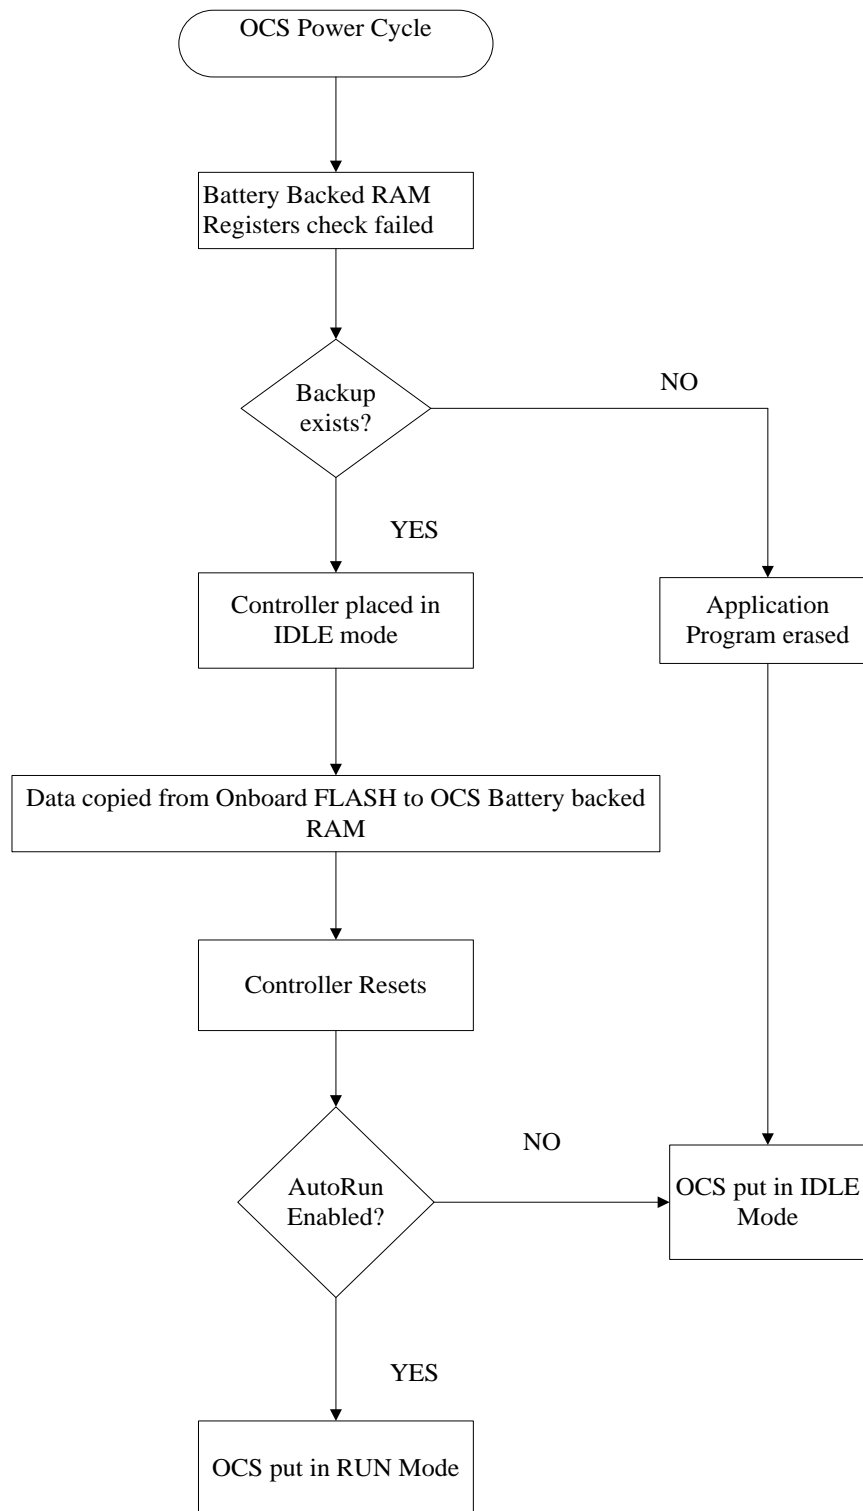 OCS Power Cycle
Battery Backed RAM
Registers check failed
Backup
exists?
NO
YES
Controller placed in
IDLE mode
Application
Program erased
Data copied from Onboard FLASH to OCS Battery backed
RAM
Controller Resets
AutoRun
Enabled?
NO
OCS put in IDLE
Mode
YES
OCS put in RUN Mode